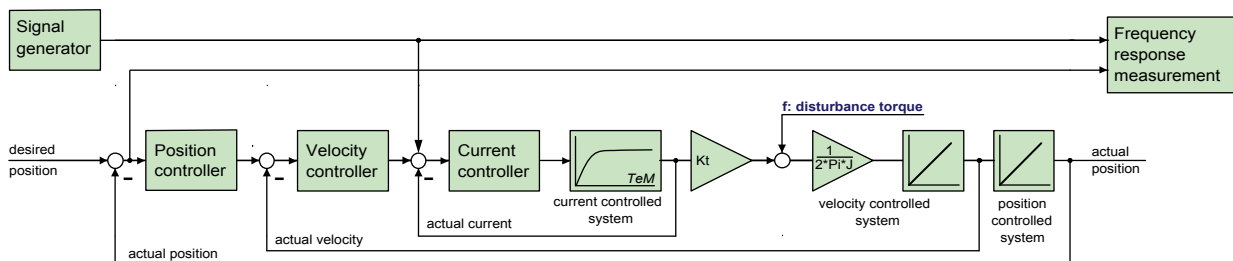 Signal
generator
Frequency
response
measurement
f: disturbance torque
desired
position
Position
controller
Velocity
controller
Current
controller
TeM
current controlled
system
Kt
1
2*Pi*J
velocity controlled
system
position
controlled
system
actual
position
actual current
actual velocity
actual position